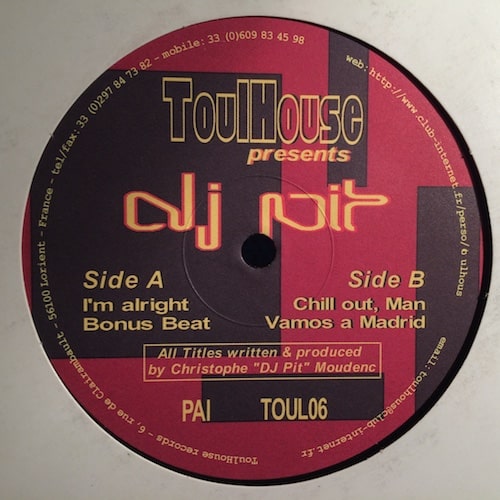 ToulHouse
presents
dj pit
Side A
I'm alright
Bonus Beat
Side B
Chill out, Man
Vamos a Madrid
All Titles written & produced
by Christophe "DJ Pit" Moudenc
PAI TOUL06
ToulHouse records - 6, rue de Clairambault - 56100 Lorient - France - tel/fax: 33 (0)297 84 73 82 - mobile: 33 (0)609 83 45 98
web: http://www.club-internet.fr/perso/ulhous
email: toulhouse@club-internet.fr